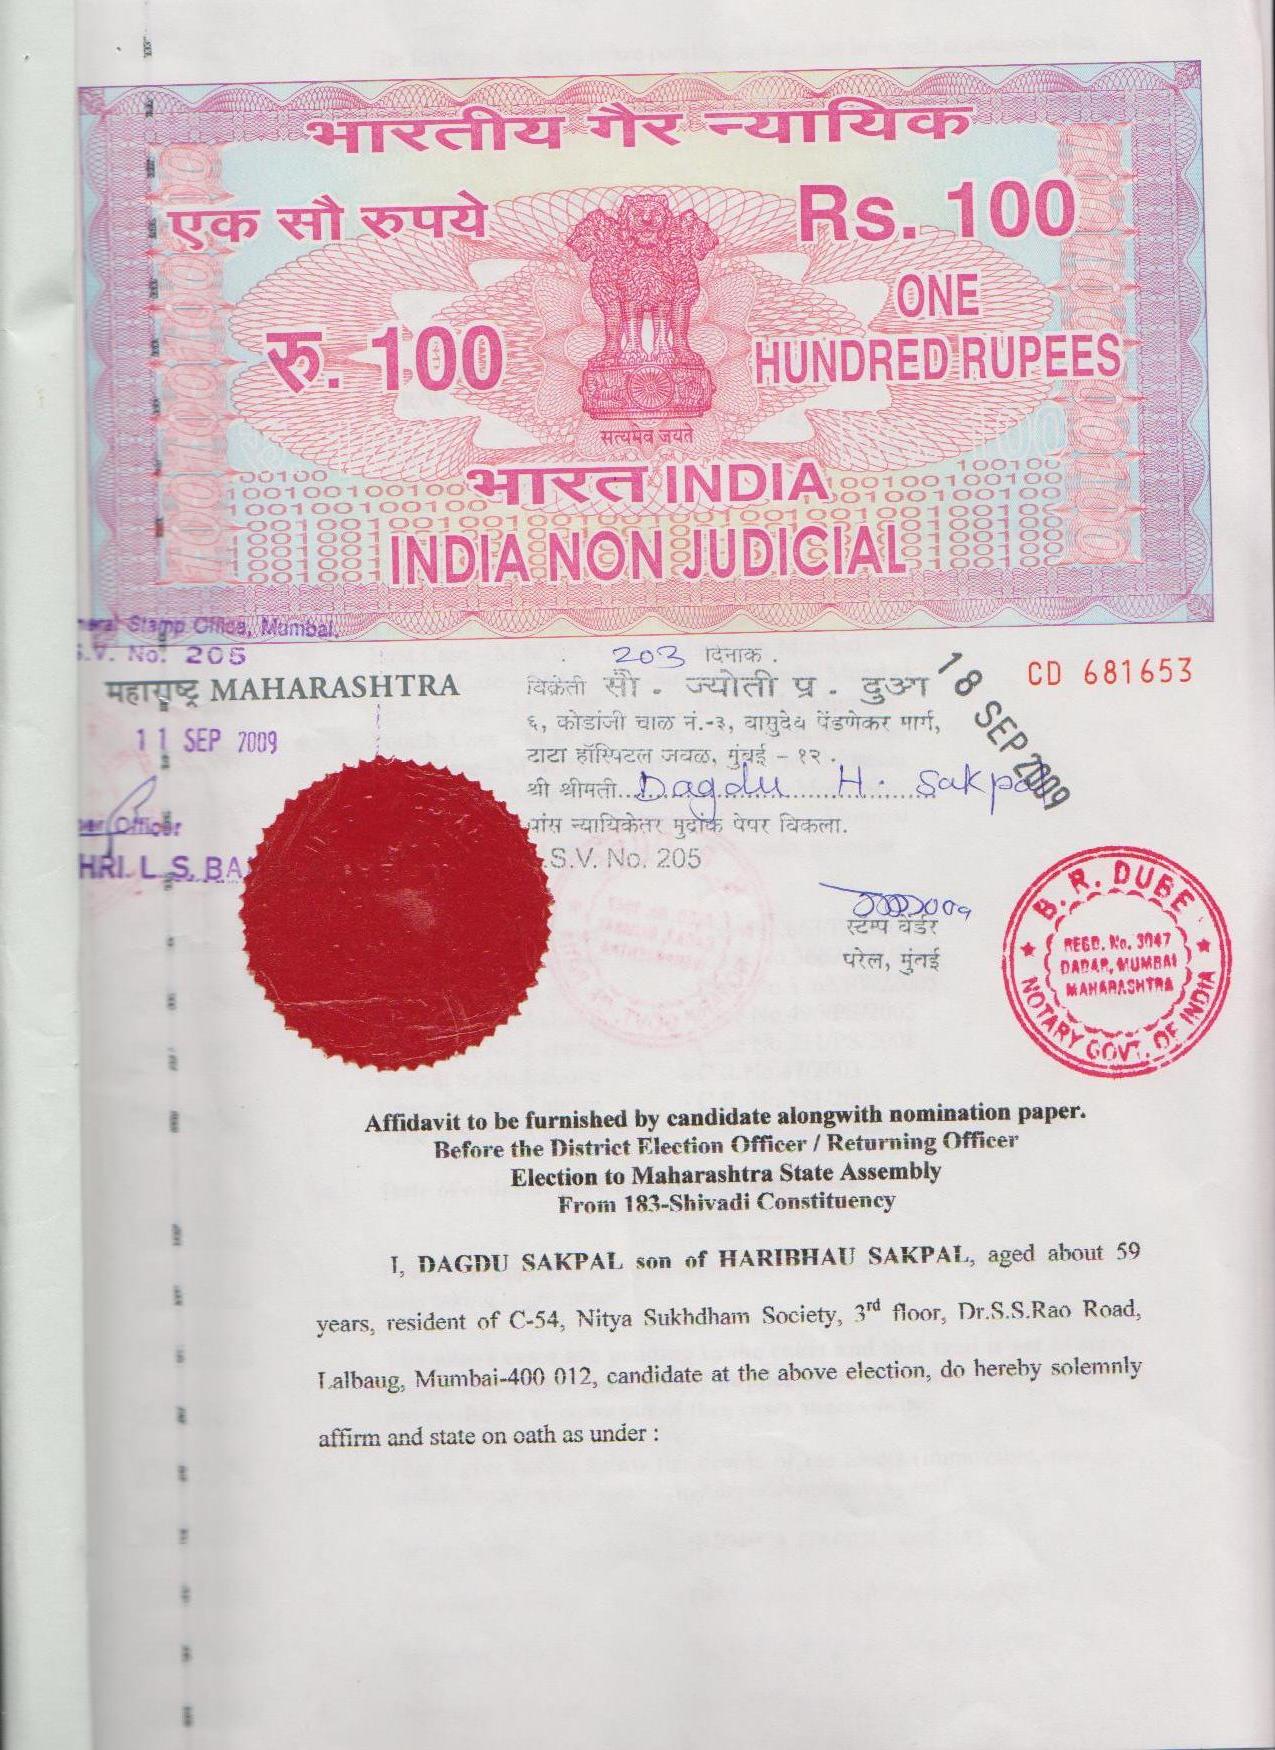 भारतीय गैर न्यायिक
एक सौ रुपये
Rs. 100
रु. 100
ONE
HUNDRED RUPEES
सत्यमेव जयते
भारत INDIA
INDIA NON JUDICIAL
Stamp Office, Mumbai.
S.V. No. 205
महाराष्ट्र MAHARASHTRA
11 SEP 2009
Officer
L. S. BA
203 दिनाक .
विक्रेती सौ . ज्योती प्र . दुआ
६, कोडांजी चाळ नं.-३, वासुदेव पेंडणेकर मार्ग,
टाटा हॉस्पिटल जवळ, मुंबई - १२ .
श्री श्रीमती Dagdu H. Sakpal
यांस न्यायिकेतर मुद्रांक पेपर विकला.
.S.V. No. 205
18 SEP 2009
CD 681653
स्टॅम्प वेंडर
परेल, मुंबई
B. R. DUBE
REGD. No. 3047
DADAR, MUMBAI
MAHARASHTRA
NOTARY GOVT. OF INDIA
Affidavit to be furnished by candidate alongwith nomination paper.
Before the District Election Officer / Returning Officer
Election to Maharashtra State Assembly
From 183-Shivadi Constituency
I, DAGDU SAKPAL son of HARIBHAU SAKPAL, aged about 59
years, resident of C-54, Nitya Sukhdham Society, 3rd floor, Dr.S.S.Rao Road,
Lalbaug, Mumbai-400 012, candidate at the above election, do hereby solemnly
affirm and state on oath as under :